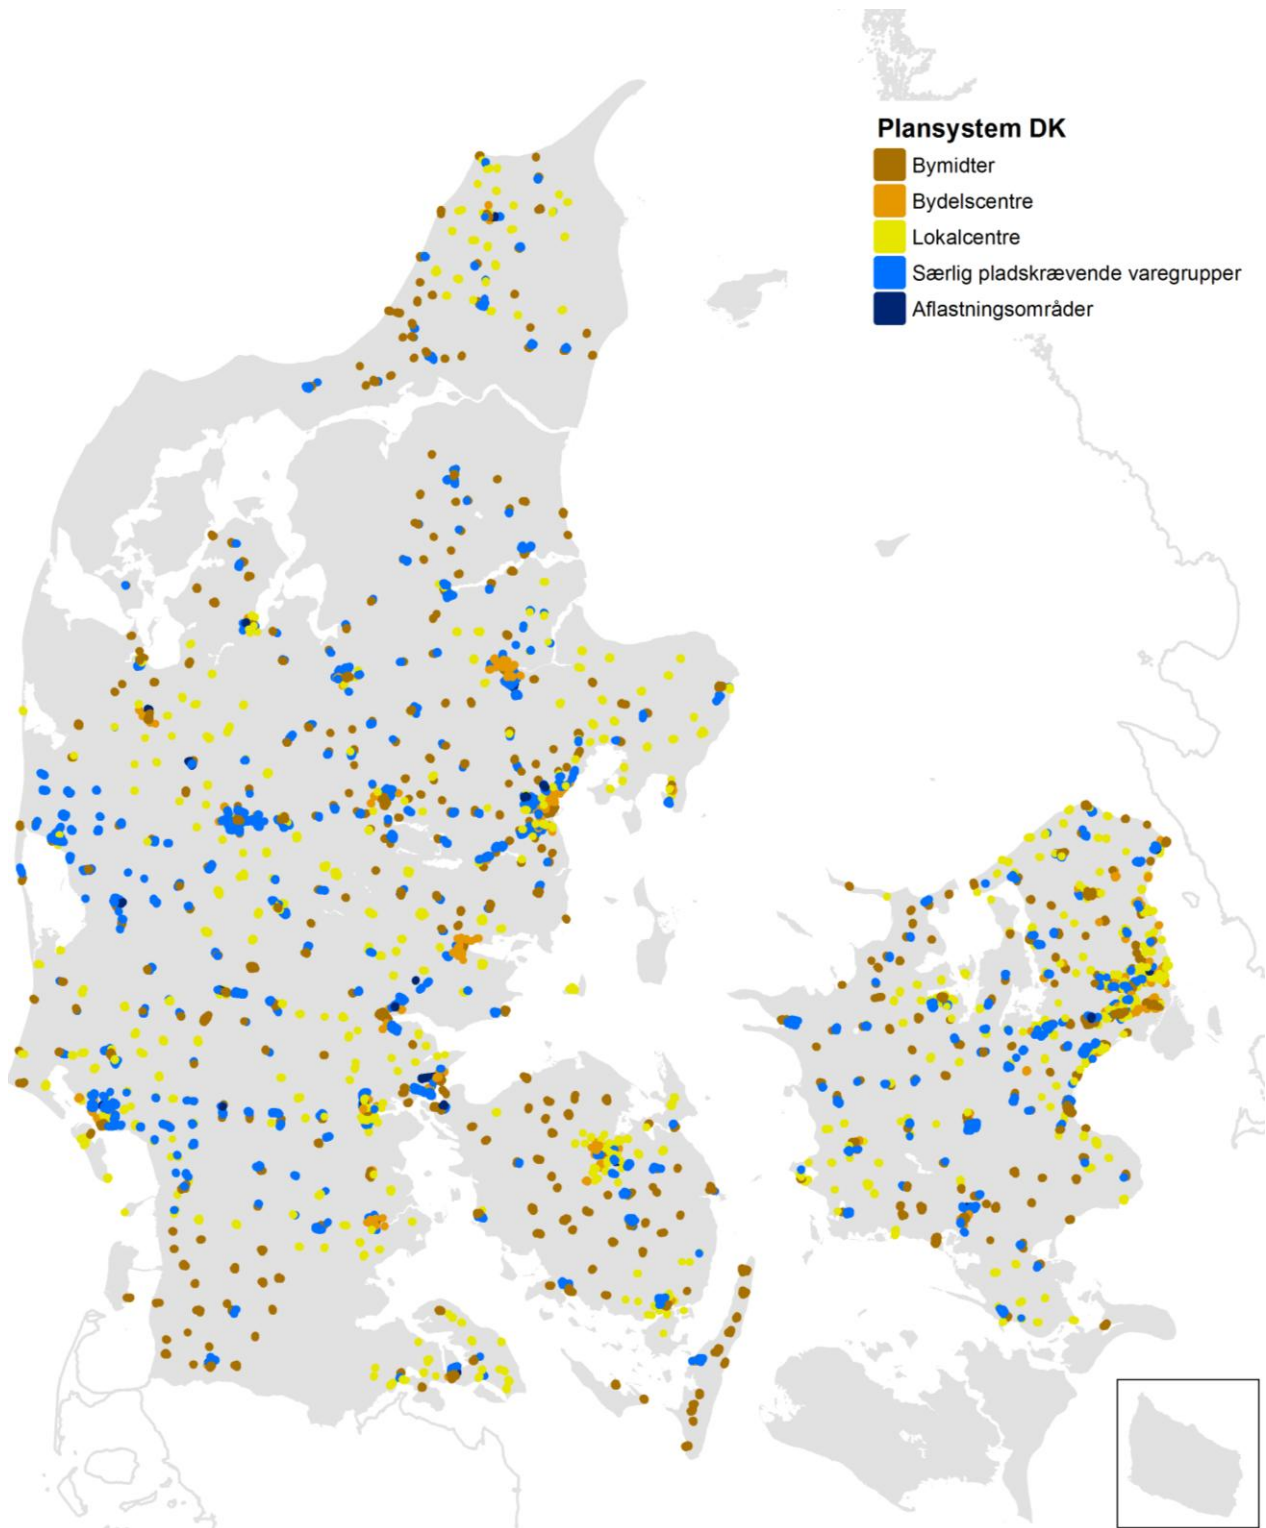 Plansystem DK
Bymidter
Bydelscentre
Lokalcentre
Særlig pladskrævende varegrupper
Aflastningsområder